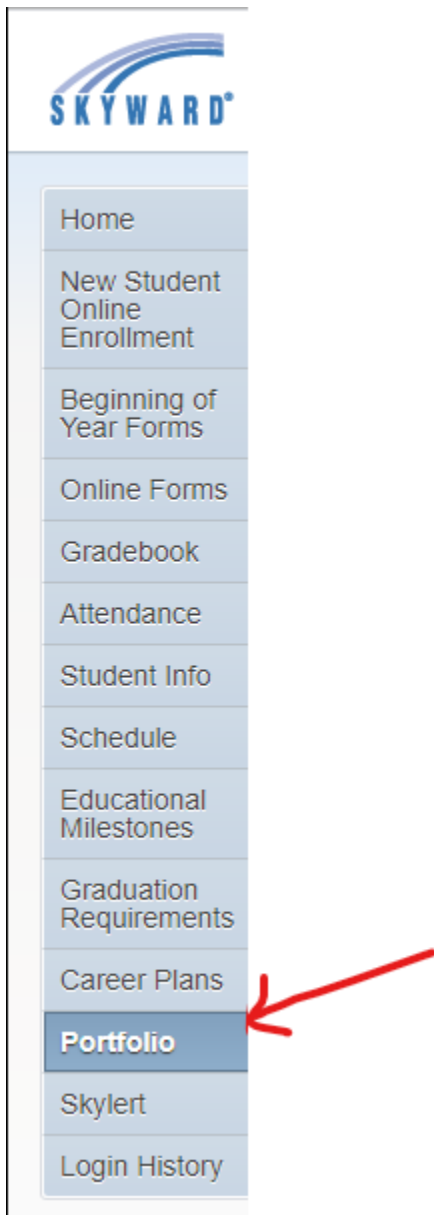 SKYWARD®
Home
New Student
Online
Enrollment
Beginning of
Year Forms
Online Forms
Gradebook
Attendance
Student Info
Schedule
Educational
Milestones
Graduation
Requirements
Career Plans
Portfolio
Skylert
Login History